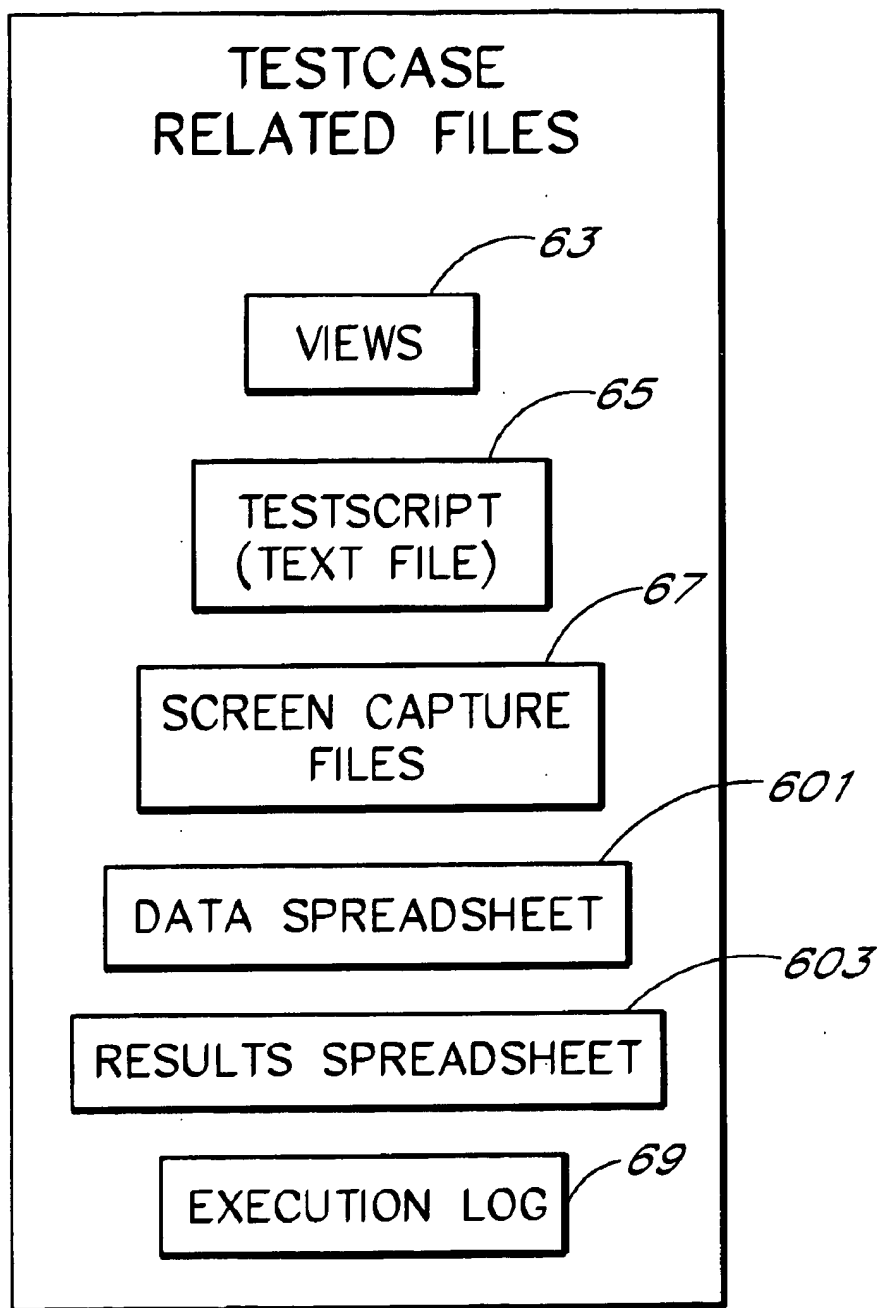 TESTCASE
RELATED FILES
63
VIEWS
65
TESTSCRIPT
(TEXT FILE)
67
SCREEN CAPTURE
FILES
601
DATA SPREADSHEET
603
RESULTS SPREADSHEET
69
EXECUTION LOG